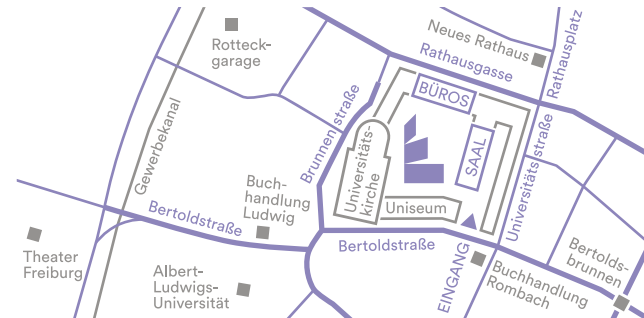 Rotteck-
garage
Neues Rathaus
Rathausplatz
Rathausgasse
BÜROS
Brunnenstraße
Gewerbekanal
SAAL
Universitäts-
kirche
Universitätsstraße
Buch-
handlung
Ludwig
Uniseum
Bertoldstraße
Bertoldstraße
Theater
Freiburg
Albert-
Ludwigs-
Universität
EINGANG
Buchhandlung
Rombach
Bertolds-
brunnen